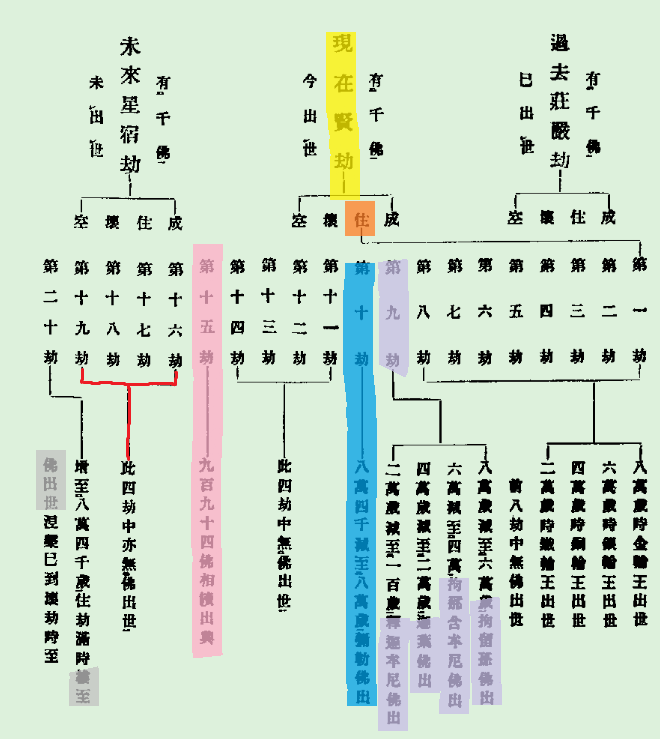 過去莊嚴劫
有千佛
已出世
成
住
壞
空
現在賢劫
有千佛
今出世
成
住
壞
空
未來星宿劫
有千佛
未出世
成
住
壞
空
第一劫
第二劫
第三劫
第四劫
第五劫
第六劫
第七劫
第八劫
第九劫
第十劫
第十一劫
第十二劫
第十三劫
第十四劫
第十五劫
第十六劫
第十七劫
第十八劫
第十九劫
第二十劫
八萬歲時金輪王出世
六萬歲時銀輪王出世
四萬歲時銅輪王出世
二萬歲時鐵輪王出世
前八劫中無佛出世
八萬歲減至六萬歲拘留孫佛出
六萬歲減至四萬拘那含牟尼佛出
四萬歲減至二萬歲葉佛出
二萬歲減至一百歲釋迦牟尼佛出
八萬四千減至八萬歲彌勒佛出
此四劫中無佛出世
九百九十四佛相續出興
此四劫中亦無佛出世
增至八萬四千歲住劫滿時樓至
佛出世涅槃已到壞劫時至